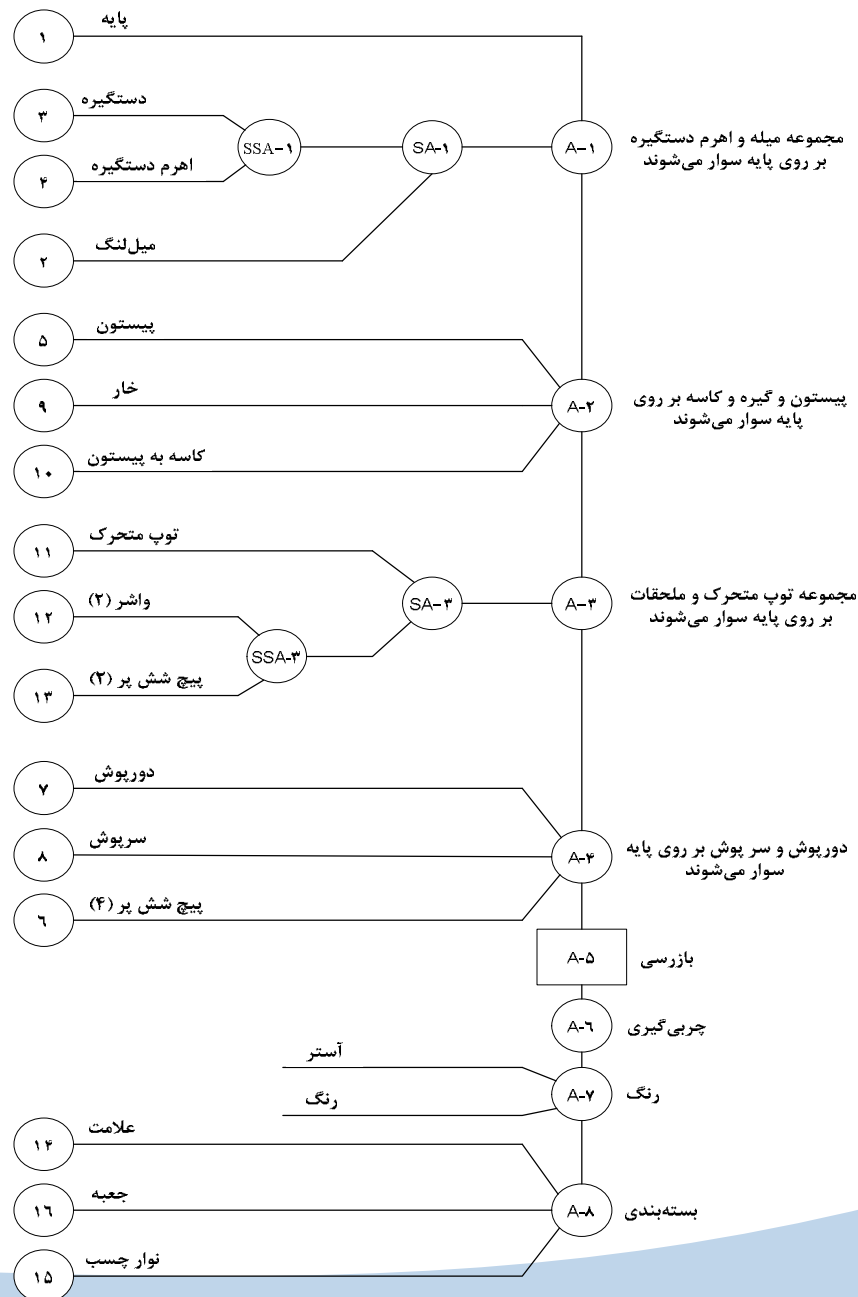 پایه
۱
دستگیره
۳
SSA-۱
SA-۱
A-۱
مجموعه میله و اهرم دستگیره
بر روی پایه سوار می‌شوند
اهرم دستگیره
۴
میل‌لنگ
۲
پیستون
۵
خار
۹
A-۲
پیستون و گیره و کاسه بر روی
پایه سوار می‌شوند
کاسه به پیستون
۱۰
توپ متحرک
۱۱
واشر (۲)
۱۲
SA-۳
A-۳
مجموعه توپ متحرک و ملحقات
بر روی پایه سوار می‌شوند
SSA-۳
پیچ شش پر (۲)
۱۳
دورپوش
۷
سرپوش
۸
A-۴
دورپوش و سر پوش بر روی پایه
سوار می‌شوند
پیچ شش پر (۴)
۶
A-۵
بازرسی
A-۶
چربی‌گیری
آستر
رنگ
A-۷
رنگ
علامت
۱۴
جعبه
۱۶
A-۸
بسته‌بندی
نوار چسب
۱۵